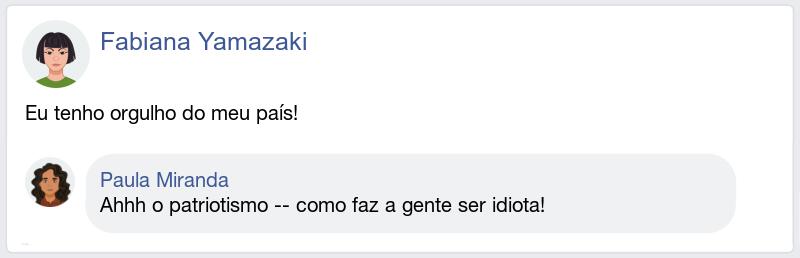 Fabiana Yamazaki
Eu tenho orgulho do meu país!
Paula Miranda
Ahhh o patriotismo -- como faz a gente ser idiota!